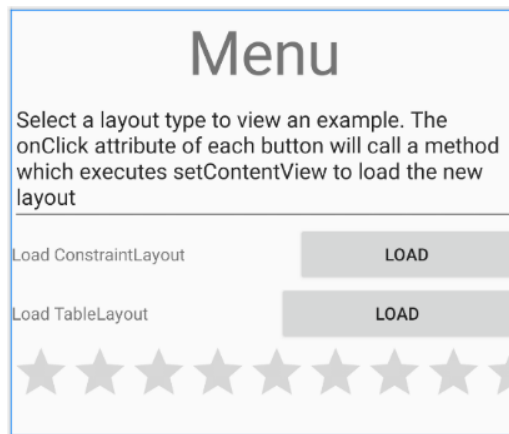 Menu
Select a layout type to view an example. The
onClick attribute of each button will call a method
which executes setContentView to load the new
layout
Load ConstraintLayout LOAD
Load TableLayout LOAD